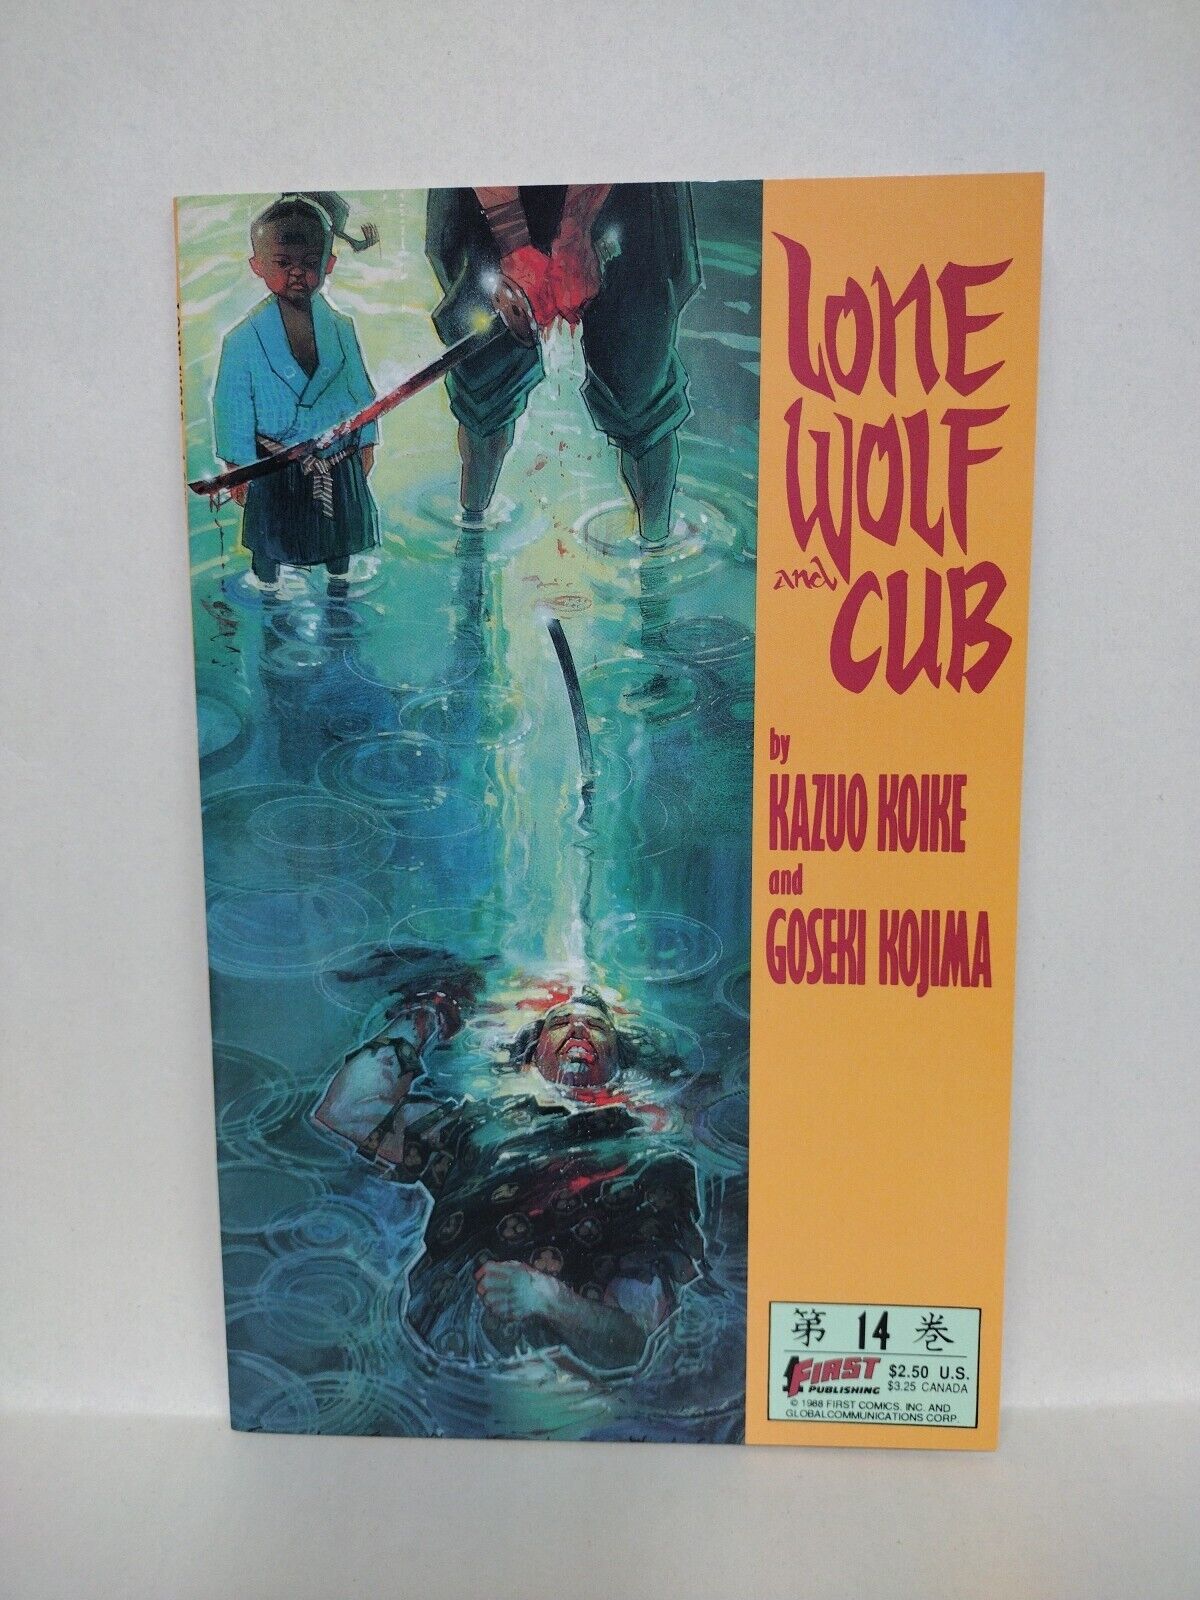 LONE
WOLF
and CUB
by
KAZUO KOIKE
and
GOSEKI KOJIMA
第 14 巻
FIRST
PUBLISHING
$2.50 U.S.
$3.25 CANADA
© 1988 FIRST COMICS, INC. AND
GLOBALCOMMUNICATIONS CORP.